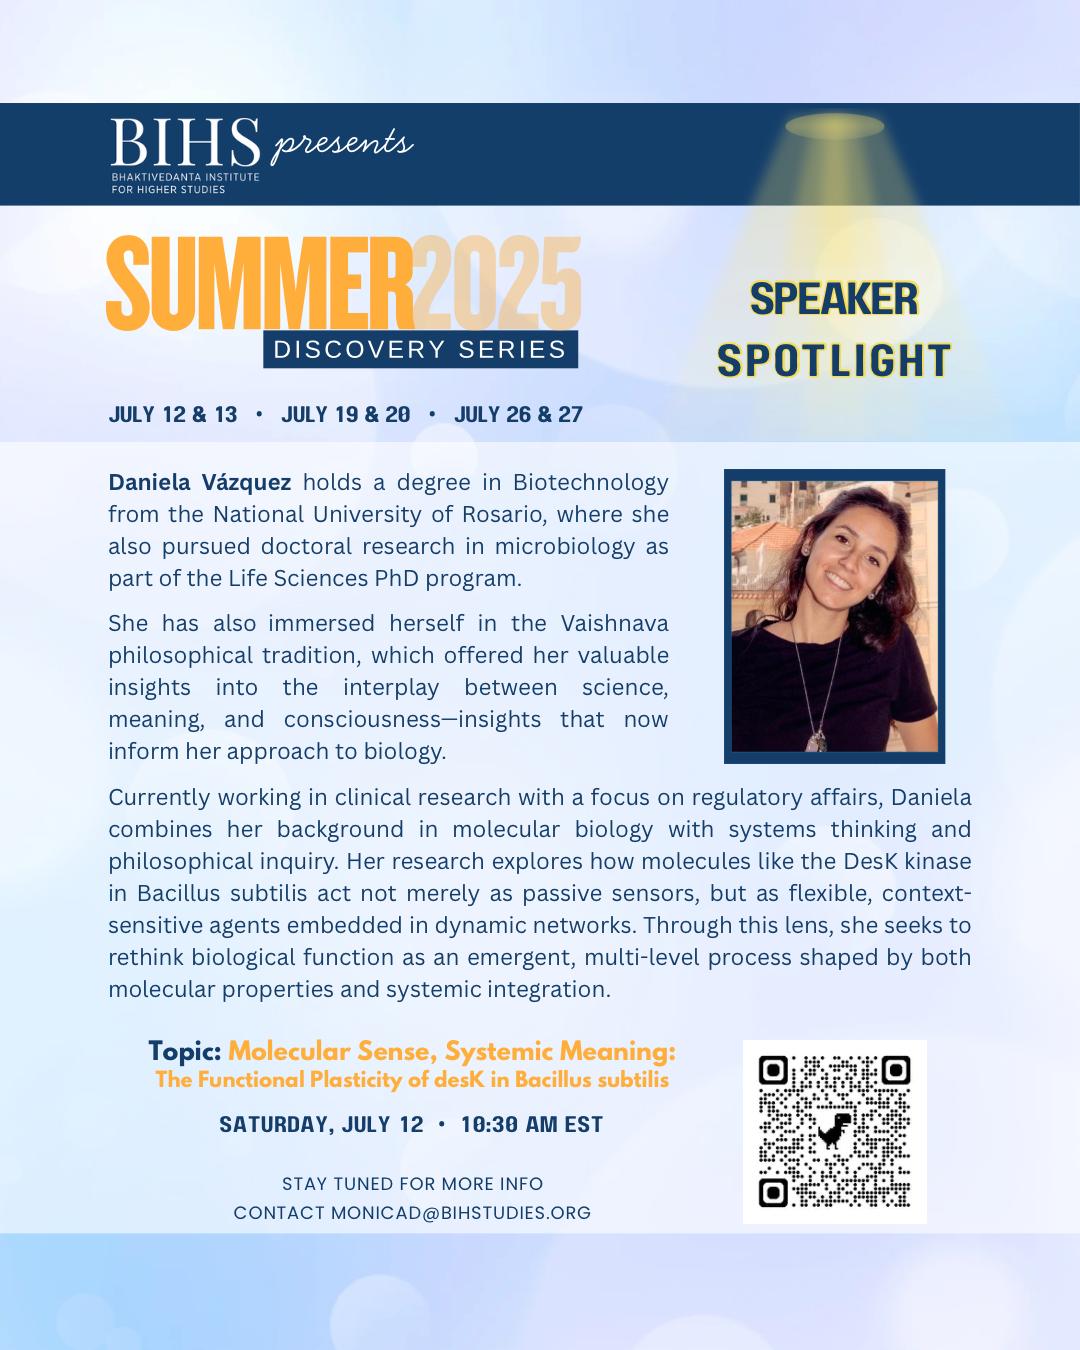 BIHS presents
BHAKTIVEDANTA INSTITUTE
FOR HIGHER STUDIES
SUMMER2025
DISCOVERY SERIES
JULY 12 & 13 • JULY 19 & 20 • JULY 26 & 27
SPEAKER
SPOTLIGHT
Daniela Vázquez holds a degree in Biotechnology
from the National University of Rosario, where she
also pursued doctoral research in microbiology as
part of the Life Sciences PhD program.
She has also immersed herself in the Vaishnava
philosophical tradition, which offered her valuable
insights into the interplay between science,
meaning, and consciousness—insights that now
inform her approach to biology.
Currently working in clinical research with a focus on regulatory affairs, Daniela
combines her background in molecular biology with systems thinking and
philosophical inquiry. Her research explores how molecules like the DesK kinase
in Bacillus subtilis act not merely as passive sensors, but as flexible, context-
sensitive agents embedded in dynamic networks. Through this lens, she seeks to
rethink biological function as an emergent, multi-level process shaped by both
molecular properties and systemic integration.
Topic: Molecular Sense, Systemic Meaning:
The Functional Plasticity of desK in Bacillus subtilis
SATURDAY, JULY 12 • 10:30 AM EST
STAY TUNED FOR MORE INFO
CONTACT MONICAD@BIHSTUDIES.ORG